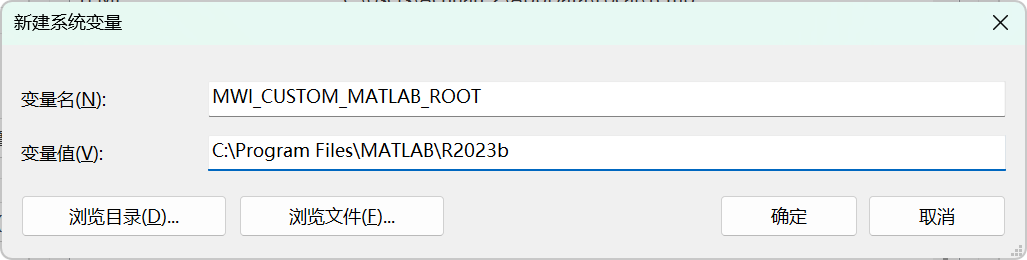 新建系统变量
变量名(N):
MWI_CUSTOM_MATLAB_ROOT
变量值(V):
C:\Program Files\MATLAB\R2023b
浏览目录(D)...
浏览文件(F)...
确定
取消